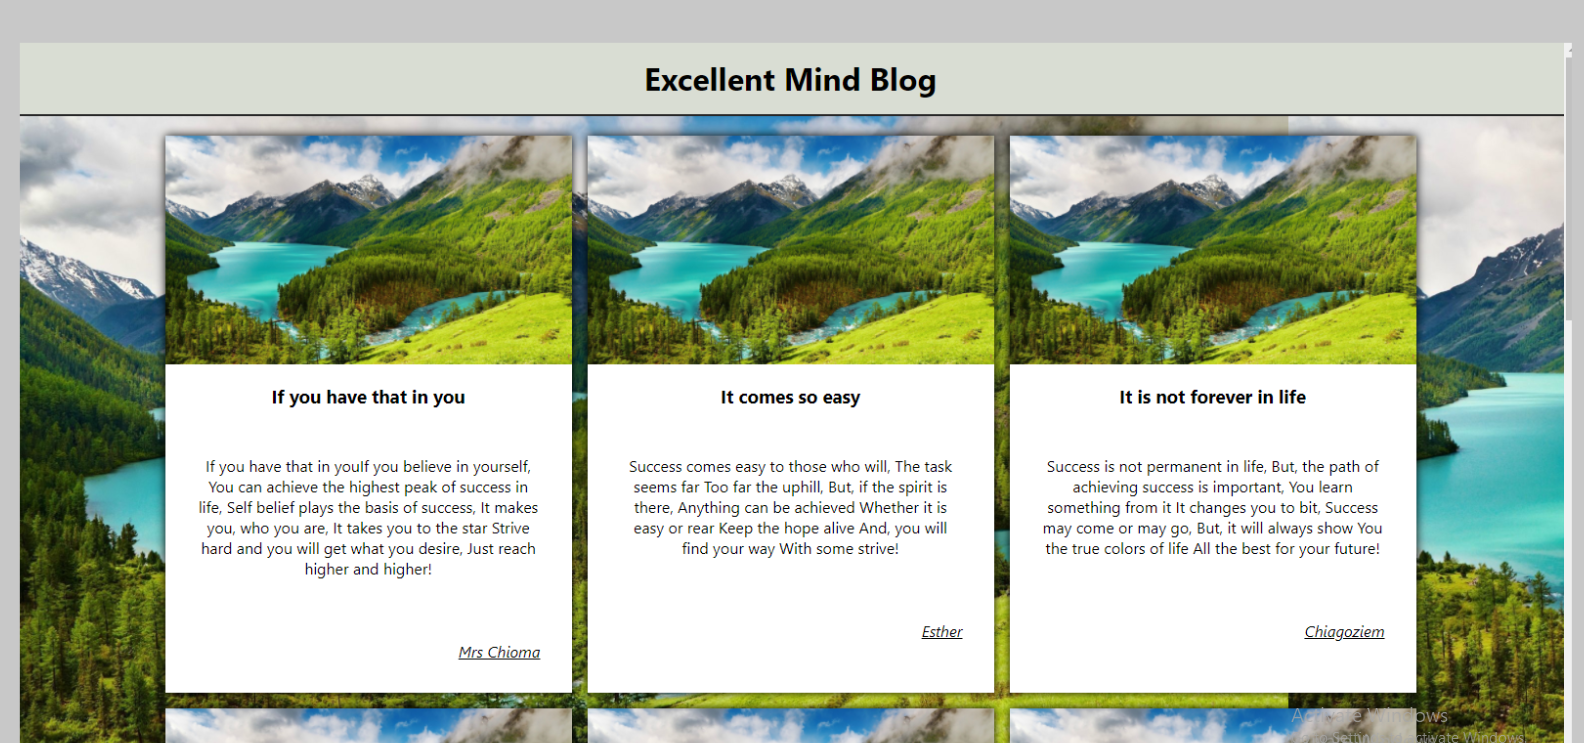 Excellent Mind Blog
If you have that in you
If you have that in youIf you believe in yourself,
You can achieve the highest peak of success in
life, Self belief plays the basis of success, It makes
you, who you are, It takes you to the star Strive
hard and you will get what you desire, Just reach
higher and higher!
Mrs Chioma
It comes so easy
Success comes easy to those who will, The task
seems far Too far the uphill, But, if the spirit is
there, Anything can be achieved Whether it is
easy or rear Keep the hope alive And, you will
find your way With some strive!
Esther
It is not forever in life
Success is not permanent in life, But, the path of
achieving success is important, You learn
something from it It changes you to bit, Success
may come or may go, But, it will always show You
the true colors of life All the best for your future!
Chiagoziem
Activate Windows
Settings Activate Windows.